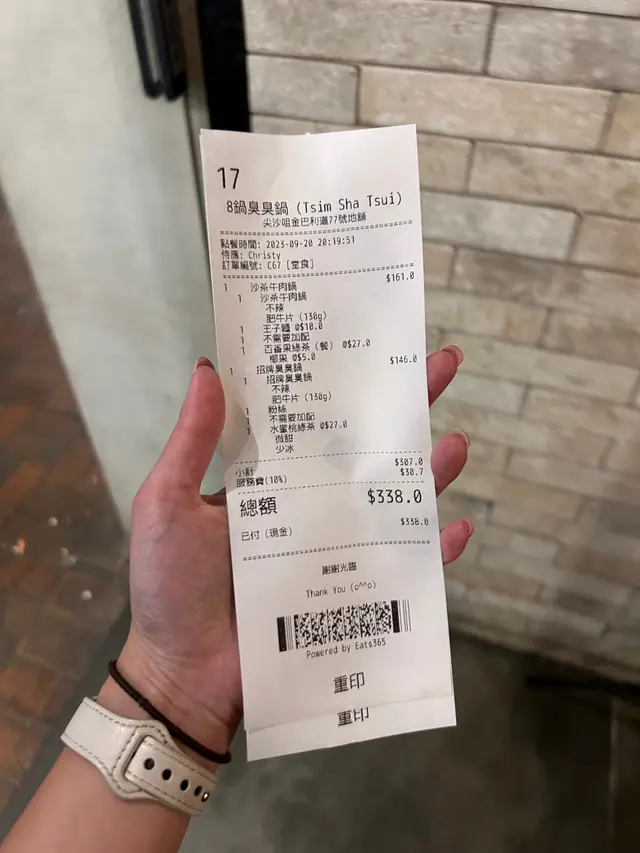 17
8鍋臭臭鍋 (Tsim Sha Tsui)
尖沙咀金巴利道77號地舖
點餐時間: 2023-09-20 20:19:51
侍應: Christy
訂單編號: C67 [堂食]
1 沙茶牛肉鍋 $161.0
1 沙茶牛肉鍋
不辣
肥牛片 (130g)
1 王子麵 @$10.0
1 不需要加配
1 百香果綠茶 (餐) @$27.0
椰果 @$5.0
1 招牌臭臭鍋 $146.0
1 招牌臭臭鍋
不辣
肥牛片 (130g)
1 粉絲
1 不需要加配
1 水蜜桃綠茶 @$27.0
微甜
少冰
小計 $307.0
服務費(10%) $30.7
總額 $338.0
已付 (現金) $338.0
謝謝光臨
Thank You (o^^o)
Powered by Eats365
重印
重印